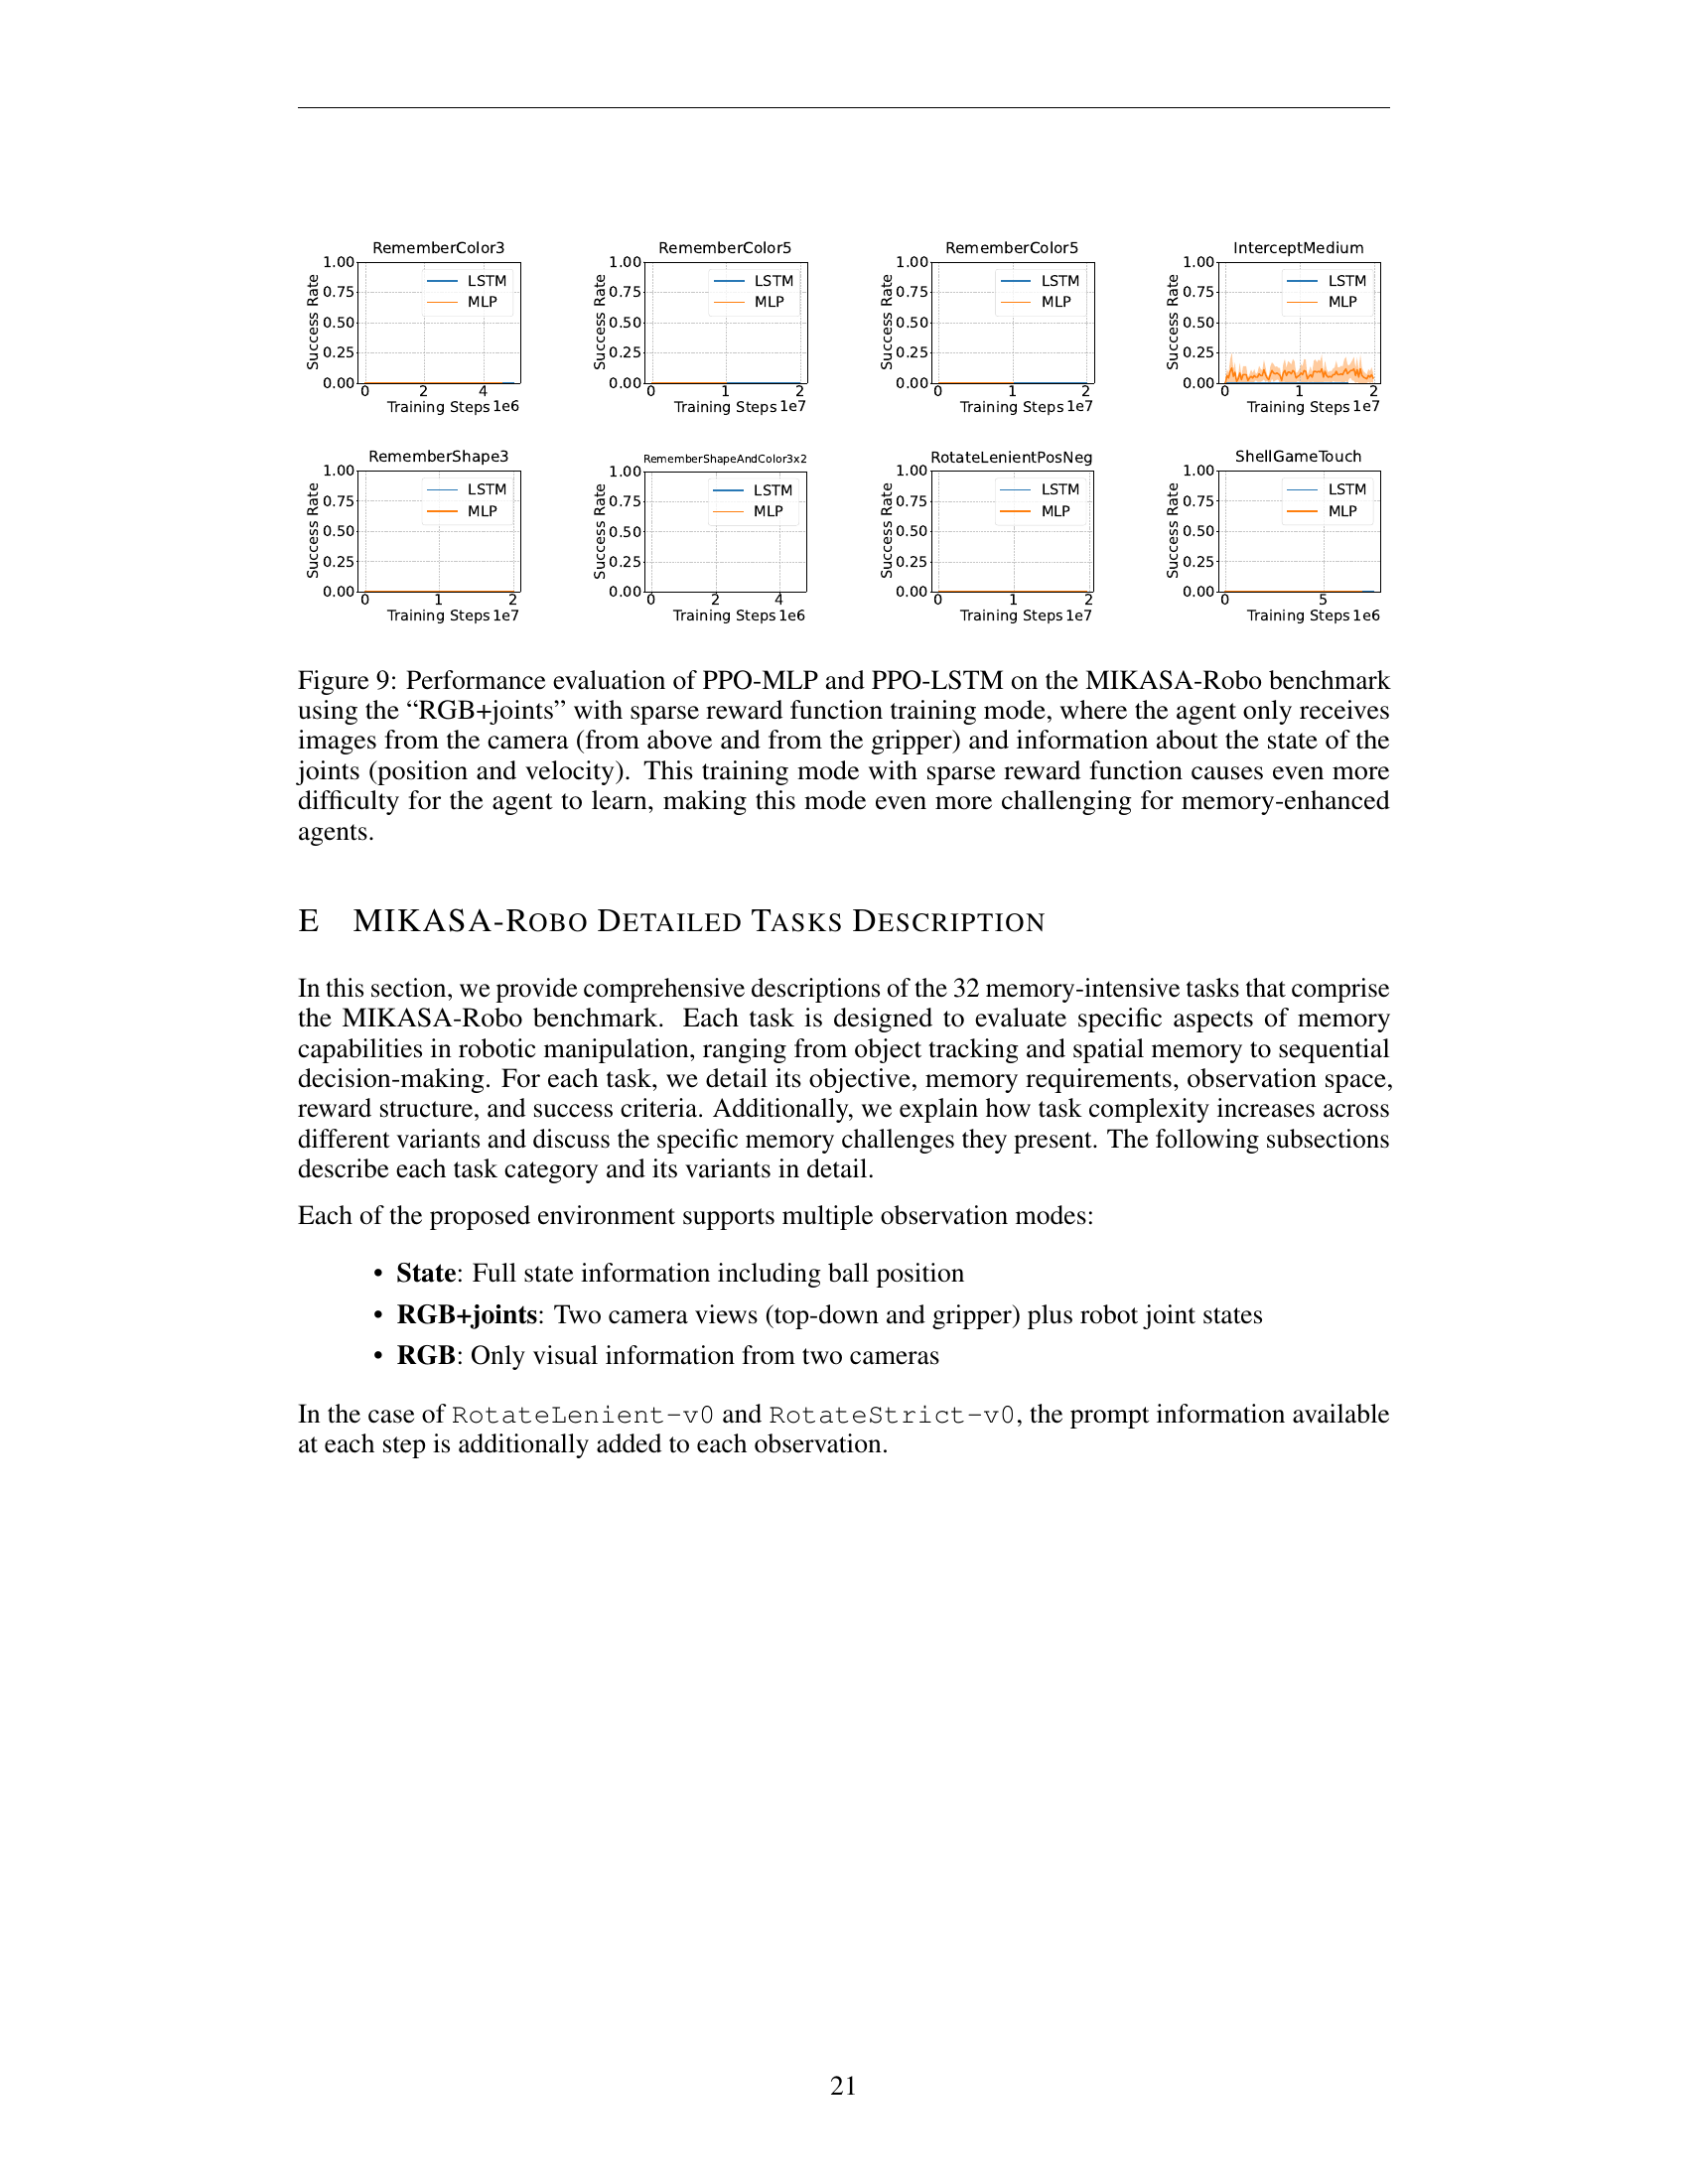 RememberColor3
1.00
0.75
0.50
0.25
0.00
Success Rate
LSTM
MLP
0 2 4
Training Steps 1e6
RememberColor5
1.00
0.75
0.50
0.25
0.00
Success Rate
LSTM
MLP
0 1 2
Training Steps 1e7
RememberColor5
1.00
0.75
0.50
0.25
0.00
Success Rate
LSTM
MLP
0 1 2
Training Steps 1e7
InterceptMedium
1.00
0.75
0.50
0.25
0.00
Success Rate
LSTM
MLP
0 1 2
Training Steps 1e7
RememberShape3
1.00
0.75
0.50
0.25
0.00
Success Rate
LSTM
MLP
0 1 2
Training Steps 1e7
RememberShapeAndColor3x2
1.00
0.75
0.50
0.25
0.00
Success Rate
LSTM
MLP
0 2 4
Training Steps 1e6
RotateLenientPosNeg
1.00
0.75
0.50
0.25
0.00
Success Rate
LSTM
MLP
0 1 2
Training Steps 1e7
ShellGameTouch
1.00
0.75
0.50
0.25
0.00
Success Rate
LSTM
MLP
0 5
Training Steps 1e6
Figure 9: Performance evaluation of PPO-MLP and PPO-LSTM on the MIKASA-Robo benchmark
using the “RGB+joints” with sparse reward function training mode, where the agent only receives
images from the camera (from above and from the gripper) and information about the state of the
joints (position and velocity). This training mode with sparse reward function causes even more
difficulty for the agent to learn, making this mode even more challenging for memory-enhanced
agents.
E MIKASA-ROBO DETAILED TASKS DESCRIPTION
In this section, we provide comprehensive descriptions of the 32 memory-intensive tasks that comprise
the MIKASA-Robo benchmark. Each task is designed to evaluate specific aspects of memory
capabilities in robotic manipulation, ranging from object tracking and spatial memory to sequential
decision-making. For each task, we detail its objective, memory requirements, observation space,
reward structure, and success criteria. Additionally, we explain how task complexity increases across
different variants and discuss the specific memory challenges they present. The following subsections
describe each task category and its variants in detail.
Each of the proposed environment supports multiple observation modes:
• State: Full state information including ball position
• RGB+joints: Two camera views (top-down and gripper) plus robot joint states
• RGB: Only visual information from two cameras
In the case of RotateLenient-v0 and RotateStrict-v0, the prompt information available
at each step is additionally added to each observation.
21